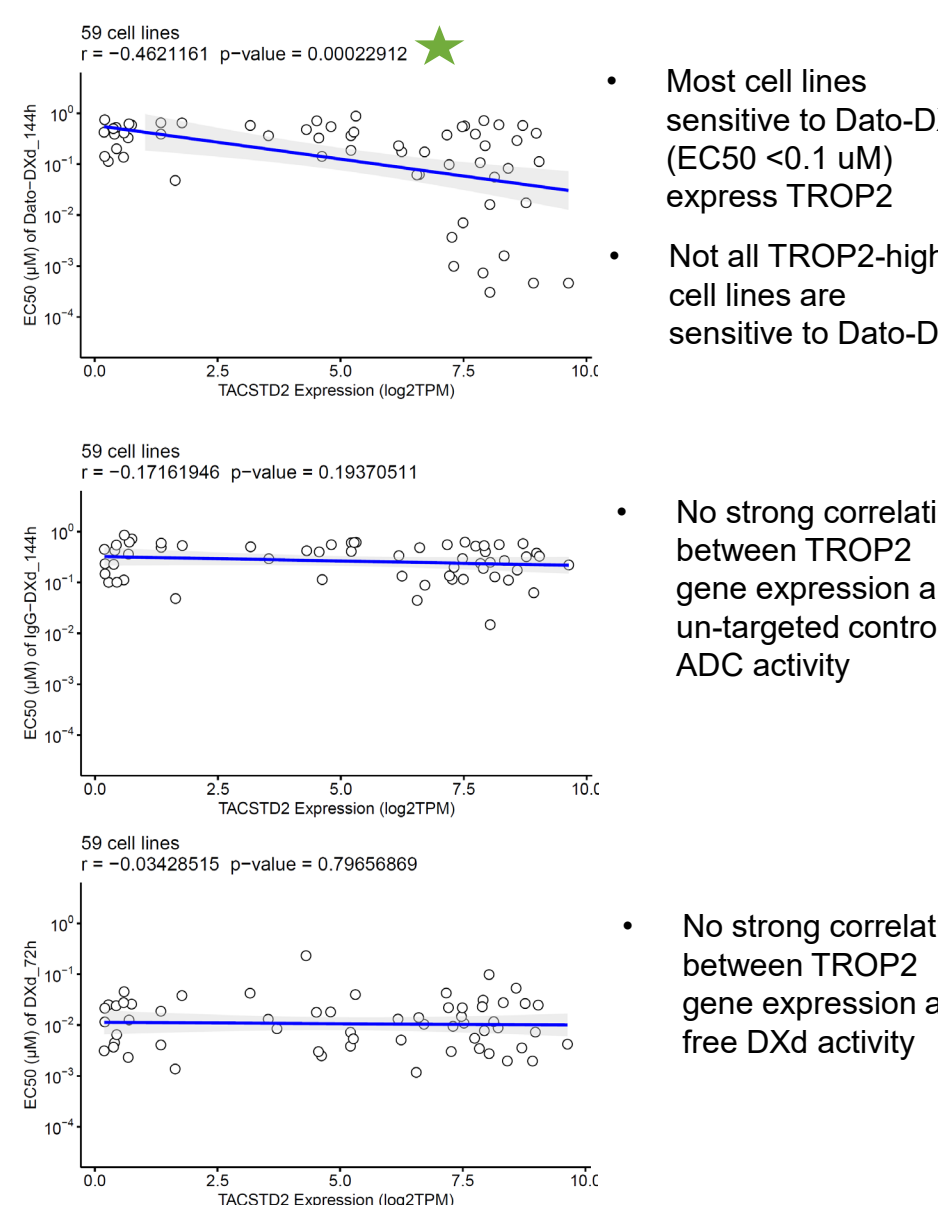 59 cell lines
r = −0.4621161 p−value = 0.00022912
10⁰
10⁻¹
10⁻²
10⁻³
10⁻⁴
EC50 (µM) of Dato−DXd_144h
0.0 2.5 5.0 7.5 10.0
TACSTD2 Expression (log2TPM)
• Most cell lines
sensitive to
(EC50 <0.1 uM)
express TROP2
• Not all TROP2-high
cell lines are
sensitive to
59 cell lines
r = −0.17161946 p−value = 0.19370511
10⁰
10⁻¹
10⁻²
10⁻³
10⁻⁴
EC50 (µM) of IgG−DXd_144h
0.0 2.5 5.0 7.5 10.0
TACSTD2 Expression (log2TPM)
• No strong
between TROP2
gene expression
un-targeted
ADC activity
59 cell lines
r = −0.03428515 p−value = 0.79656869
10⁰
10⁻¹
10⁻²
10⁻³
10⁻⁴
EC50 (µM) of DXd_72h
0.0 2.5 5.0 7.5 10.0
TACSTD2 Expression (log2TPM)
• No strong
between TROP2
gene expression
free DXd activity